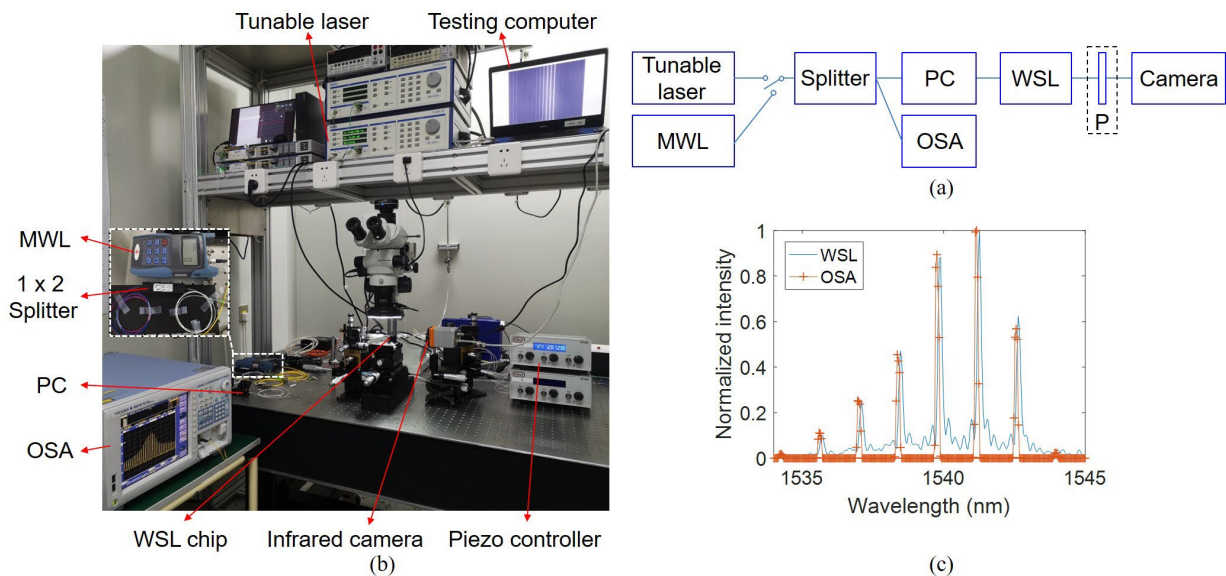 Tunable laser
Testing computer
MWL
1 x 2
Splitter
PC
OSA
WSL chip
Infrared camera
Piezo controller
(b)
Tunable
laser
Splitter
PC
WSL
Camera
P
MWL
OSA
(a)
WSL
OSA
Normalized intensity
1
0.8
0.6
0.4
0.2
0
1535
1540
1545
Wavelength (nm)
(c)